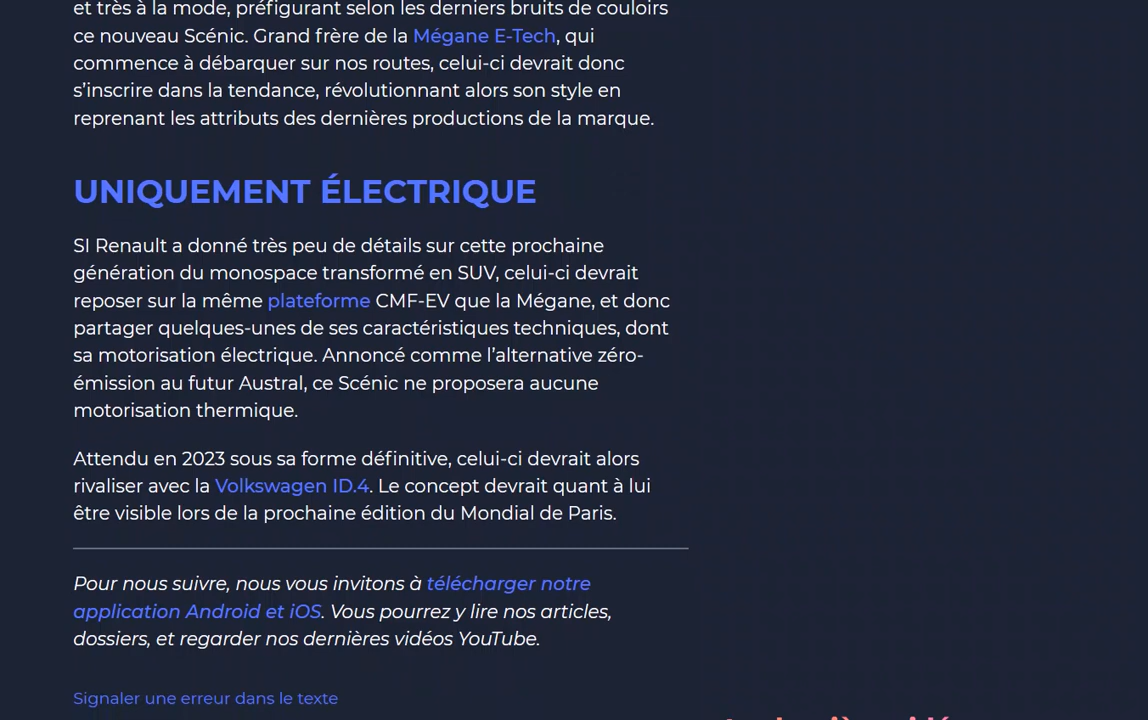 et très à la mode, préfigurant selon les derniers bruits de couloirs
ce nouveau Scénic. Grand frère de la Mégane E-Tech, qui
commence à débarquer sur nos routes, celui-ci devrait donc
s’inscrire dans la tendance, révolutionnant alors son style en
reprenant les attributs des dernières productions de la marque.
UNIQUEMENT ÉLECTRIQUE
SI Renault a donné très peu de détails sur cette prochaine
génération du monospace transformé en SUV, celui-ci devrait
reposer sur la même plateforme CMF-EV que la Mégane, et donc
partager quelques-unes de ses caractéristiques techniques, dont
sa motorisation électrique. Annoncé comme l’alternative zéro-
émission au futur Austral, ce Scénic ne proposera aucune
motorisation thermique.
Attendu en 2023 sous sa forme définitive, celui-ci devrait alors
rivaliser avec la Volkswagen ID.4. Le concept devrait quant à lui
être visible lors de la prochaine édition du Mondial de Paris.
Pour nous suivre, nous vous invitons à télécharger notre
application Android et iOS. Vous pourrez y lire nos articles,
dossiers, et regarder nos dernières vidéos YouTube.
Signaler une erreur dans le texte